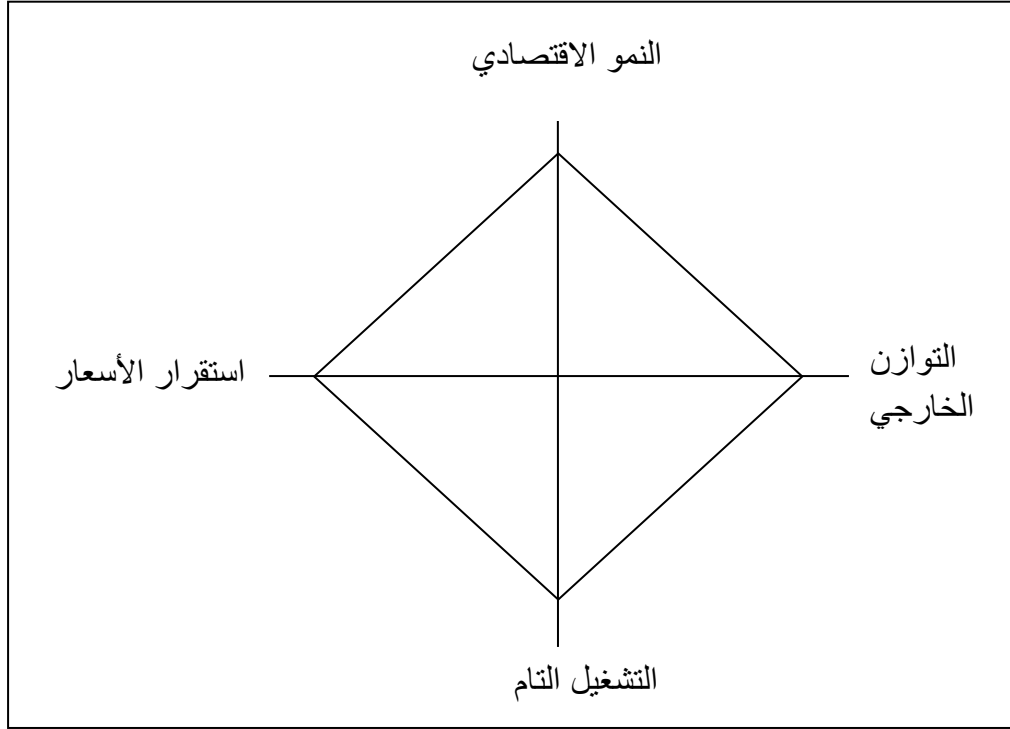 النمو الاقتصادي
التوازن
الخارجي
استقرار الأسعار
التشغيل التام